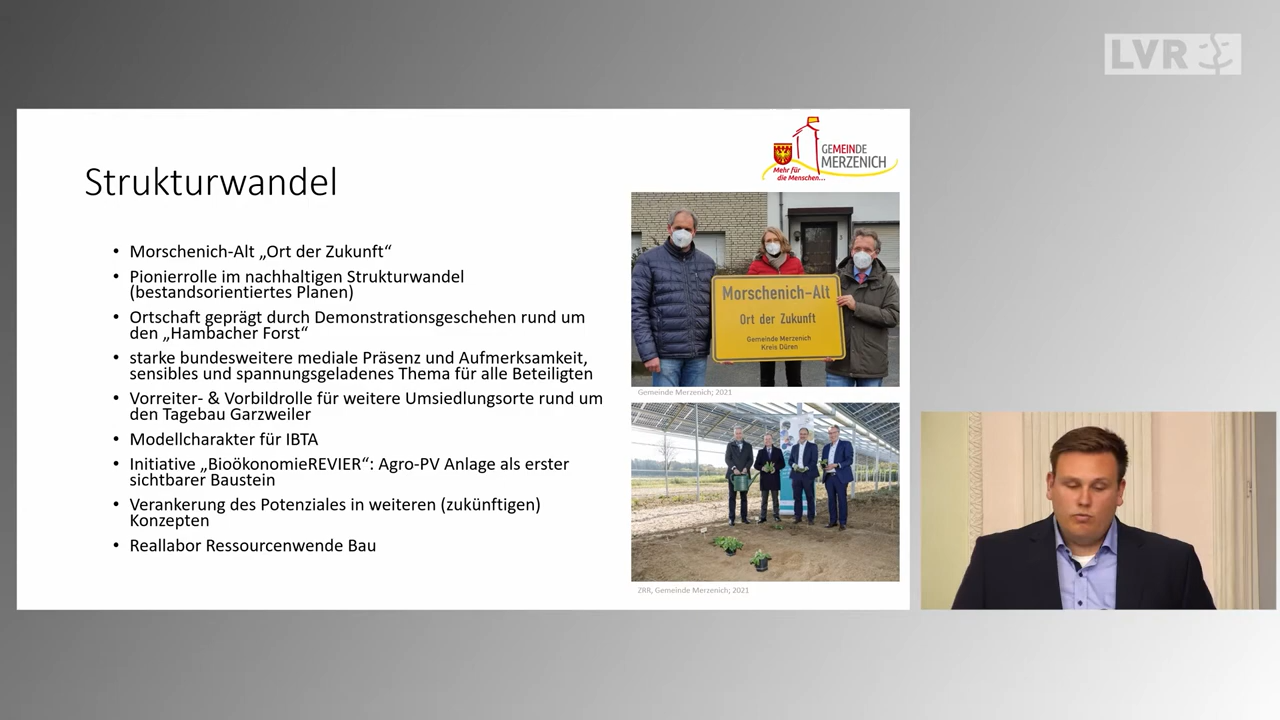 LVR
GEMEINDE
MERZENICH
Mehr für
die Menschen...
Strukturwandel
• Morschenich-Alt „Ort der Zukunft“
• Pionierrolle im nachhaltigen Strukturwandel
(bestandsorientiertes Planen)
• Ortschaft geprägt durch Demonstrationsgeschehen rund um
den „Hambacher Forst“
• starke bundesweitere mediale Präsenz und Aufmerksamkeit,
sensibles und spannungsgeladenes Thema für alle Beteiligten
• Vorreiter- & Vorbildrolle für weitere Umsiedlungsorte rund um
den Tagebau Garzweiler
• Modellcharakter für IBTA
• Initiative „BioökonomieREVIER“: Agro-PV Anlage als erster
sichtbarer Baustein
• Verankerung des Potenziales in weiteren (zukünftigen)
Konzepten
• Reallabor Ressourcenwende Bau
Morschenich-Alt
Ort der Zukunft
Gemeinde Merzenich
Kreis Düren
Gemeinde Merzenich; 2021
ZRR, Gemeinde Merzenich; 2021